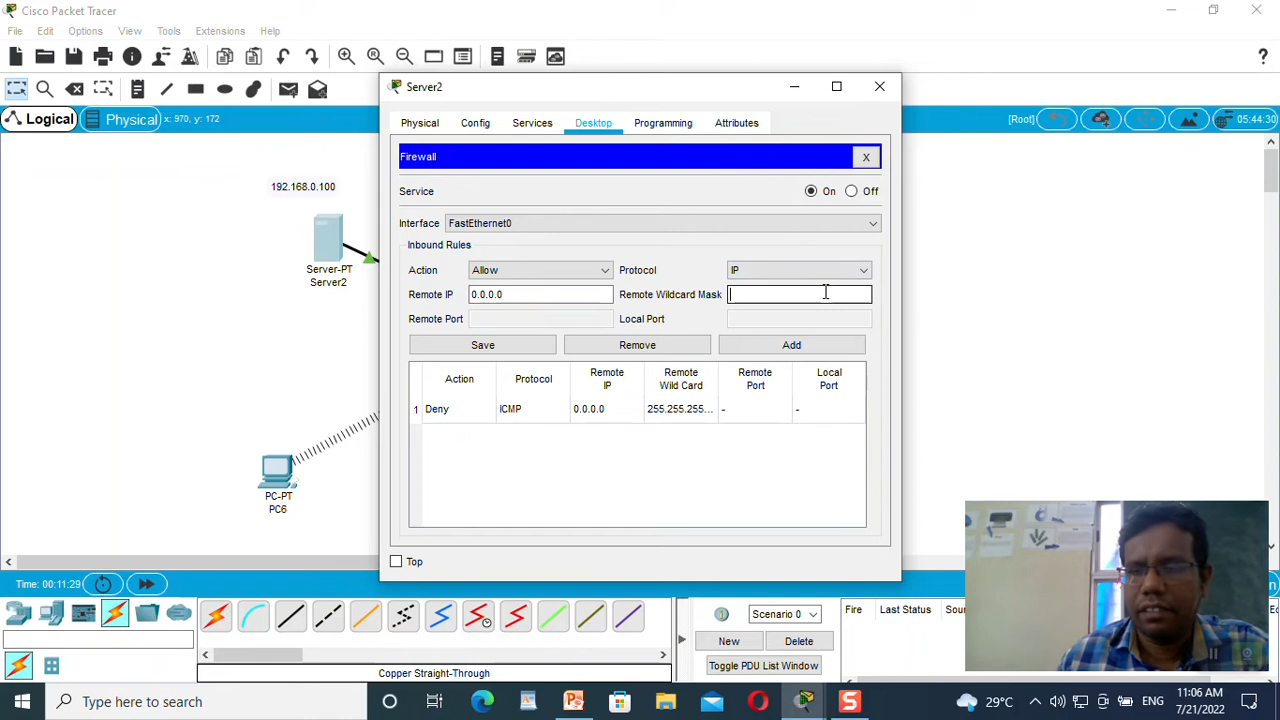 Cisco Packet Tracer
File Edit Options View Tools Extensions Help
?
Logical Physical x: 970, y: 172 [Root] 05:44:30
192.168.0.100
Server-PT
Server2
PC-PT
PC6
Server2
Physical Config Services Desktop Programming Attributes
Firewall X
Service On Off
Interface FastEthernet0
Inbound Rules
Action Allow Protocol IP
Remote IP 0.0.0.0 Remote Wildcard Mask
Remote Port Local Port
Save Remove Add
Action Protocol Remote IP Remote Wild Card Remote Port Local Port
1 Deny ICMP 0.0.0.0 255.255.255... - -
Top
Time: 00:11:29
Scenario 0
New Delete
Toggle PDU List Window
Fire Last Status
Copper Straight-Through
Type here to search
29°C
11:06 AM
7/21/2022